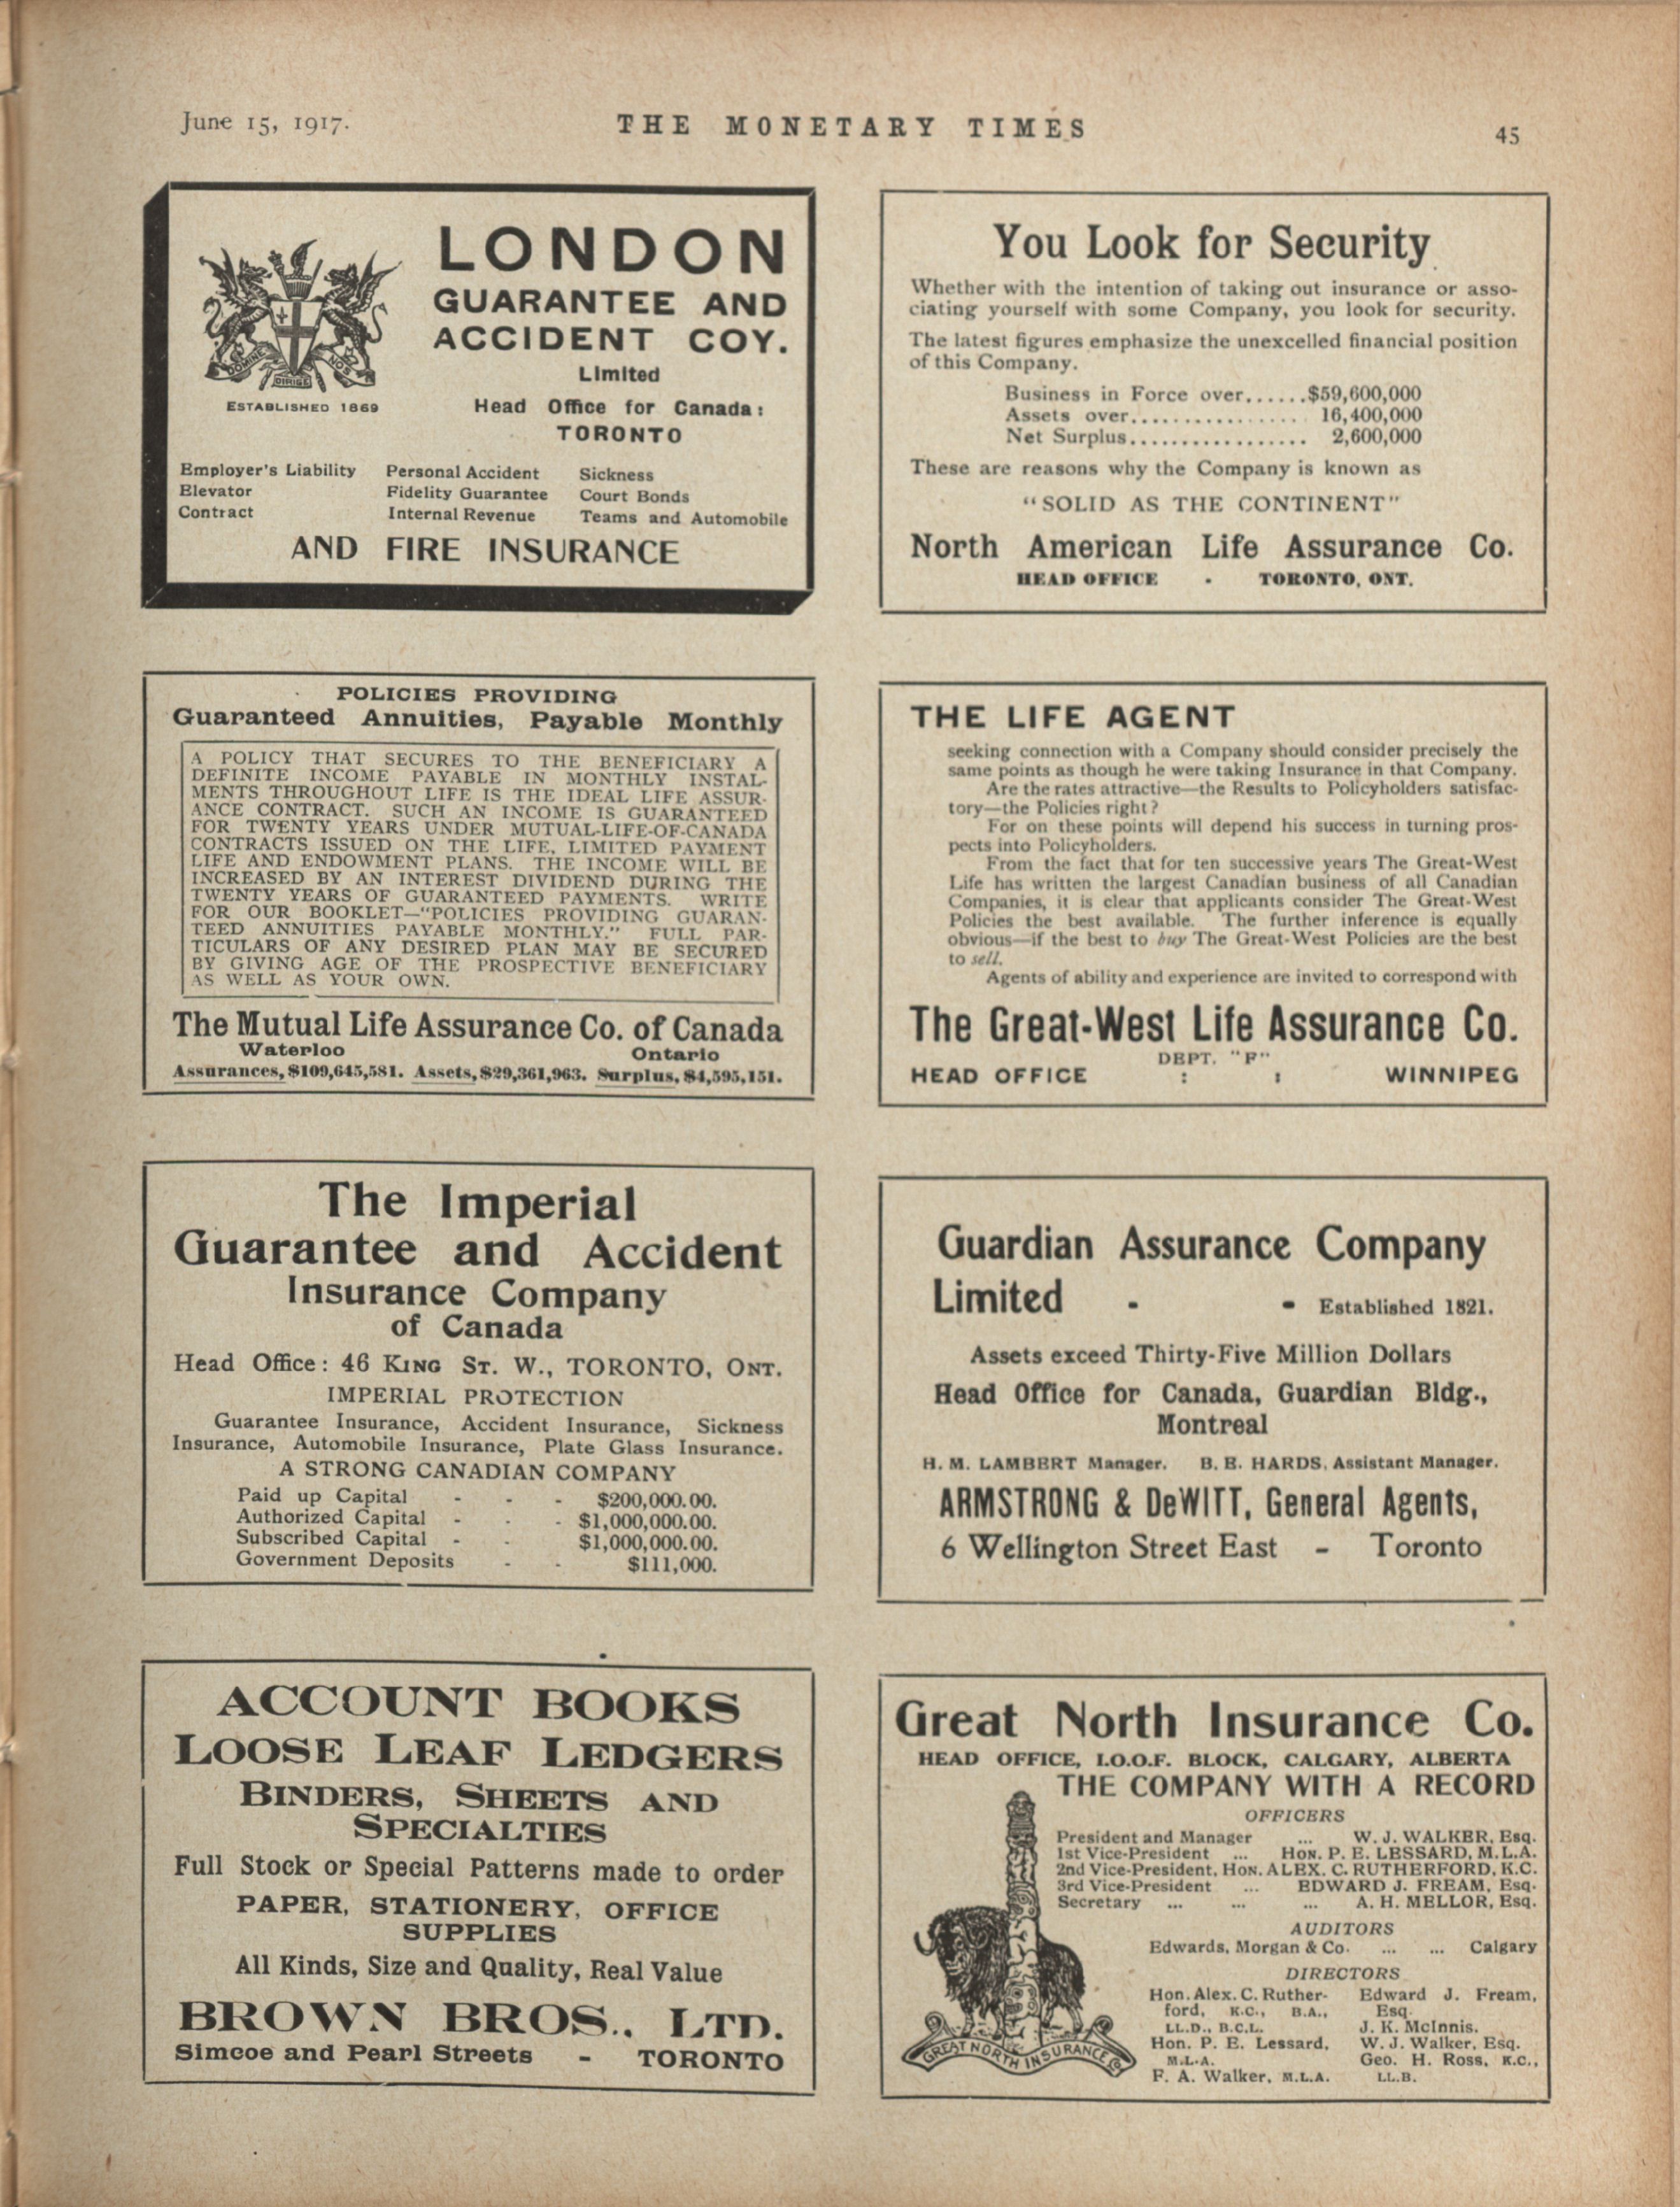 June 15, 1917.
THE MONETARY TIMES
45
LONDON
GUARANTEE AND
ACCIDENT COY.
Limited
DOMINE DIRIGE NOS
ESTABLISHED 1869
Head Office for Canada:
TORONTO
Employer's Liability Personal Accident Sickness
Elevator Fidelity Guarantee Court Bonds
Contract Internal Revenue Teams and Automobile
AND FIRE INSURANCE
You Look for Security
Whether with the intention of taking out insurance or asso-
ciating yourself with some Company, you look for security.
The latest figures emphasize the unexcelled financial position
of this Company.
Business in Force over......$59,600,000
Assets over................. 16,400,000
Net Surplus................. 2,600,000
These are reasons why the Company is known as
"SOLID AS THE CONTINENT"
North American Life Assurance Co.
HEAD OFFICE - TORONTO, ONT.
POLICIES PROVIDING
Guaranteed Annuities, Payable Monthly
A POLICY THAT SECURES TO THE BENEFICIARY A
DEFINITE INCOME PAYABLE IN MONTHLY INSTAL-
MENTS THROUGHOUT LIFE IS THE IDEAL LIFE ASSUR-
ANCE CONTRACT. SUCH AN INCOME IS GUARANTEED
FOR TWENTY YEARS UNDER MUTUAL-LIFE-OF-CANADA
CONTRACTS ISSUED ON THE LIFE, LIMITED PAYMENT
LIFE AND ENDOWMENT PLANS. THE INCOME WILL BE
INCREASED BY AN INTEREST DIVIDEND DURING THE
TWENTY YEARS OF GUARANTEED PAYMENTS. WRITE
FOR OUR BOOKLET—"POLICIES PROVIDING GUARAN-
TEED ANNUITIES PAYABLE MONTHLY." FULL PAR-
TICULARS OF ANY DESIRED PLAN MAY BE SECURED
BY GIVING AGE OF THE PROSPECTIVE BENEFICIARY
AS WELL AS YOUR OWN.
The Mutual Life Assurance Co. of Canada
Waterloo Ontario
Assurances, $109,645,581. Assets, $29,361,963. Surplus, $4,595,151.
THE LIFE AGENT
seeking connection with a Company should consider precisely the
same points as though he were taking Insurance in that Company.
Are the rates attractive—the Results to Policyholders satisfac-
tory—the Policies right?
For on these points will depend his success in turning pros-
pects into Policyholders.
From the fact that for ten successive years The Great-West
Life has written the largest Canadian business of all Canadian
Companies, it is clear that applicants consider The Great-West
Policies the best available. The further inference is equally
obvious—if the best to buy The Great-West Policies are the best
to sell.
Agents of ability and experience are invited to correspond with
The Great-West Life Assurance Co.
DEPT. "F"
HEAD OFFICE : : WINNIPEG
The Imperial
Guarantee and Accident
Insurance Company
of Canada
Head Office: 46 KING ST. W., TORONTO, ONT.
IMPERIAL PROTECTION
Guarantee Insurance, Accident Insurance, Sickness
Insurance, Automobile Insurance, Plate Glass Insurance.
A STRONG CANADIAN COMPANY
Paid up Capital - - - $200,000.00.
Authorized Capital - - - $1,000,000.00.
Subscribed Capital - - $1,000,000.00.
Government Deposits - - $111,000.
Guardian Assurance Company
Limited - - Established 1821.
Assets exceed Thirty-Five Million Dollars
Head Office for Canada, Guardian Bldg.,
Montreal
H. M. LAMBERT Manager. B. E. HARDS, Assistant Manager.
ARMSTRONG & DeWITT, General Agents,
6 Wellington Street East - Toronto
ACCOUNT BOOKS
LOOSE LEAF LEDGERS
BINDERS, SHEETS AND
SPECIALTIES
Full Stock or Special Patterns made to order
PAPER, STATIONERY, OFFICE
SUPPLIES
All Kinds, Size and Quality, Real Value
BROWN BROS., LTD.
Simcoe and Pearl Streets - TORONTO
Great North Insurance Co.
HEAD OFFICE, I.O.O.F. BLOCK, CALGARY, ALBERTA
THE COMPANY WITH A RECORD
OFFICERS
President and Manager ... W. J. WALKER, Esq.
1st Vice-President ... HON. P. E. LESSARD, M.L.A.
2nd Vice-President, HON. ALEX. C. RUTHERFORD, K.C.
3rd Vice-President ... EDWARD J. FREAM, Esq.
Secretary ... ... ... A. H. MELLOR, Esq.
AUDITORS
Edwards, Morgan & Co. ... ... Calgary
DIRECTORS
Hon. Alex. C. Ruther- Edward J. Fream,
ford, K.C., B.A., Esq.
LL.D., B.C.L. J. K. McInnis.
Hon. P. E. Lessard, W. J. Walker, Esq.
M.L.A. Geo. H. Ross, K.C.,
F. A. Walker, M.L.A. LL.B.
GREAT NORTH INSURANCE Co